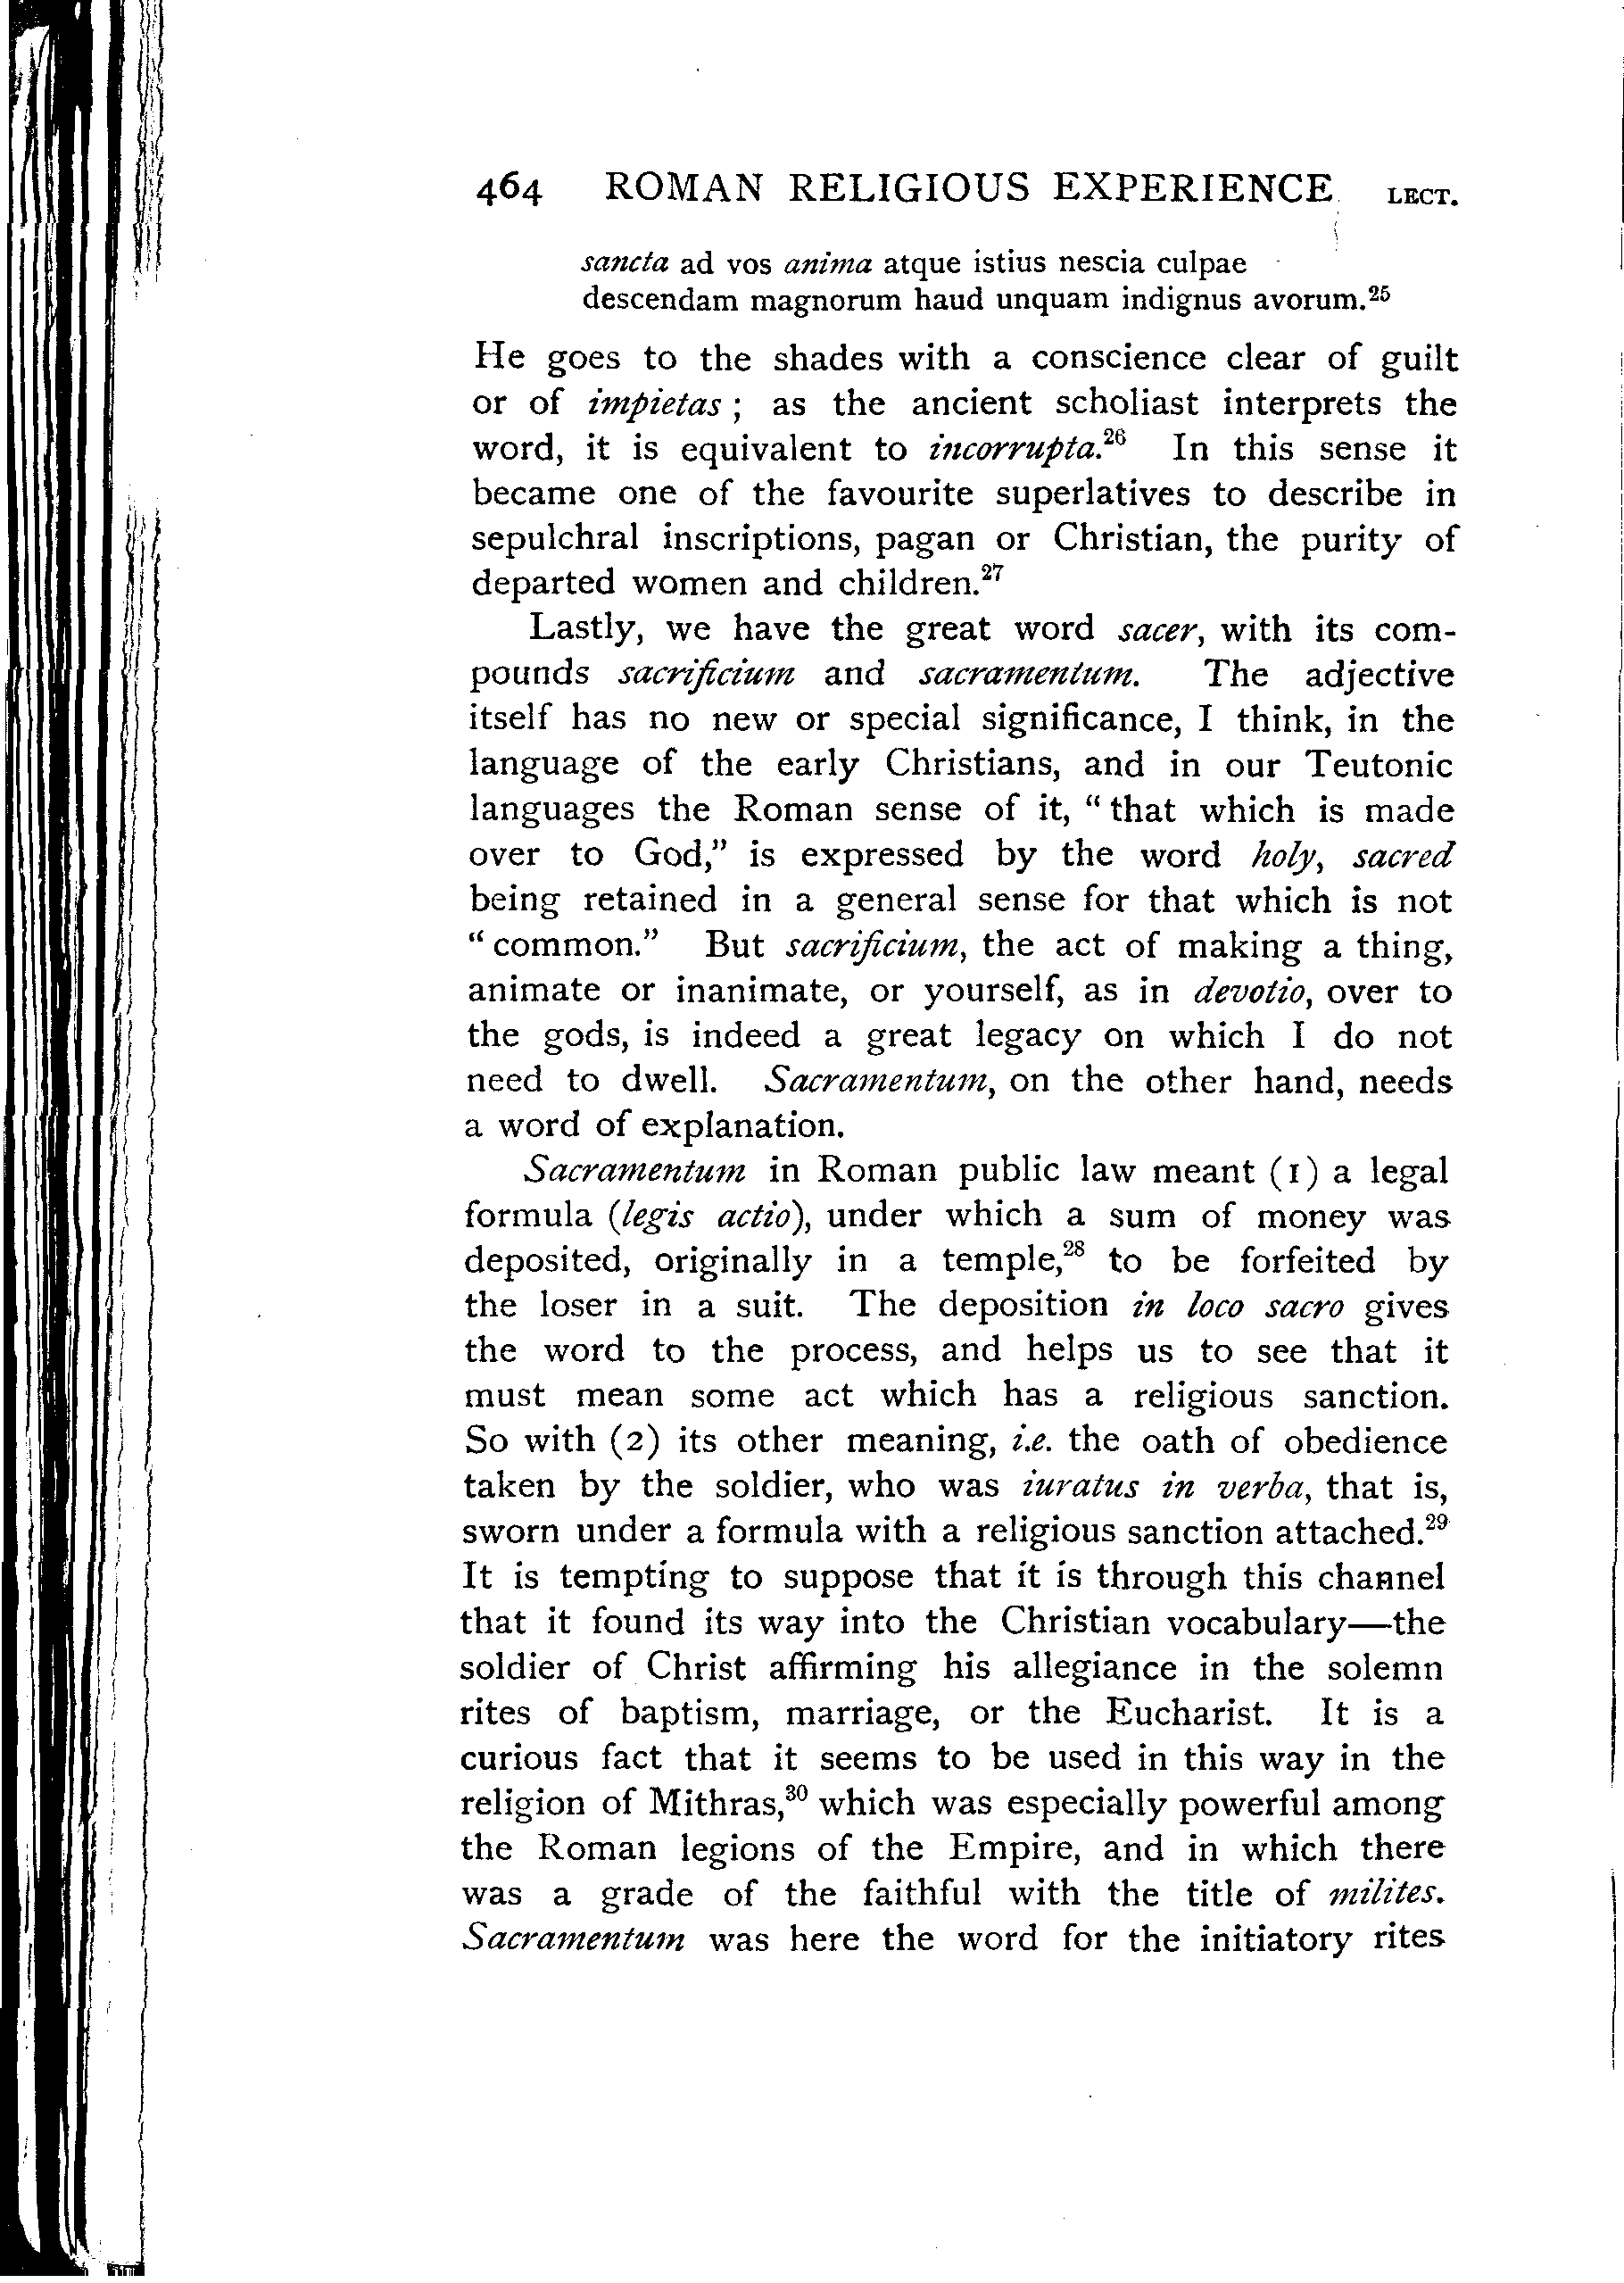 464 ROMAN RELIGIOUS EXPERIENCE LECT.
sancta ad vos anima atque istius nescia culpae
descendam magnorum haud unquam indignus avorum.25
He goes to the shades with a conscience clear of guilt
or of impietas; as the ancient scholiast interprets the
word, it is equivalent to incorrupta.26 In this sense it
became one of the favourite superlatives to describe in
sepulchral inscriptions, pagan or Christian, the purity of
departed women and children.27
Lastly, we have the great word sacer, with its com-
pounds sacrificium and sacramentum. The adjective
itself has no new or special significance, I think, in the
language of the early Christians, and in our Teutonic
languages the Roman sense of it, "that which is made
over to God," is expressed by the word holy, sacred
being retained in a general sense for that which is not
"common." But sacrificium, the act of making a thing,
animate or inanimate, or yourself, as in devotio, over to
the gods, is indeed a great legacy on which I do not
need to dwell. Sacramentum, on the other hand, needs
a word of explanation.
Sacramentum in Roman public law meant (1) a legal
formula (legis actio), under which a sum of money was
deposited, originally in a temple,28 to be forfeited by
the loser in a suit. The deposition in loco sacro gives
the word to the process, and helps us to see that it
must mean some act which has a religious sanction.
So with (2) its other meaning, i.e. the oath of obedience
taken by the soldier, who was iuratus in verba, that is,
sworn under a formula with a religious sanction attached.29
It is tempting to suppose that it is through this channel
that it found its way into the Christian vocabulary—the
soldier of Christ affirming his allegiance in the solemn
rites of baptism, marriage, or the Eucharist. It is a
curious fact that it seems to be used in this way in the
religion of Mithras,30 which was especially powerful among
the Roman legions of the Empire, and in which there
was a grade of the faithful with the title of milites.
Sacramentum was here the word for the initiatory rites